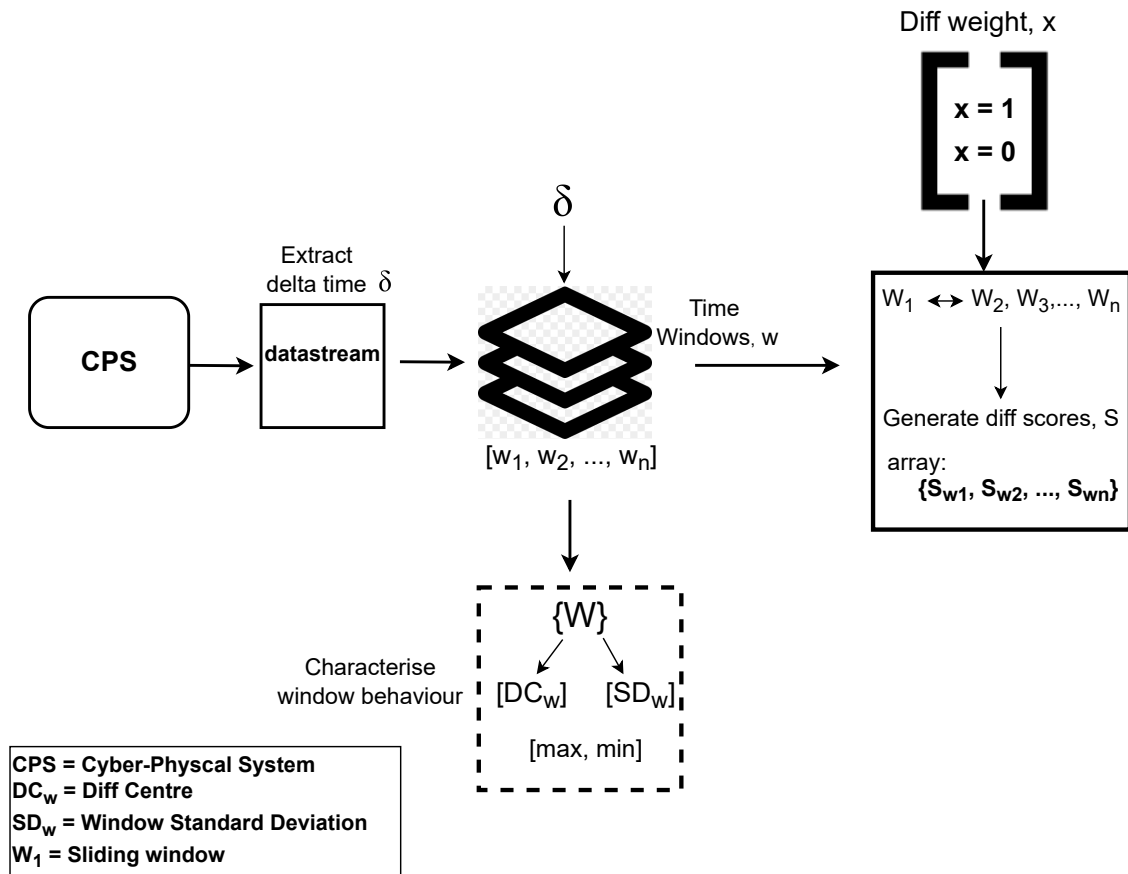 Diff weight, x
x = 1
x = 0
δ
Extract
delta time δ
CPS
datastream
Time
Windows, w
[w1, w2, ..., wn]
W1 ↔ W2, W3,..., Wn
Generate diff scores, S
array:
{Sw1, Sw2, ..., Swn}
{W}
Characterise
window behaviour
[DCw] [SDw]
[max, min]
CPS = Cyber-Physcal System
DCw = Diff Centre
SDw = Window Standard Deviation
W1 = Sliding window